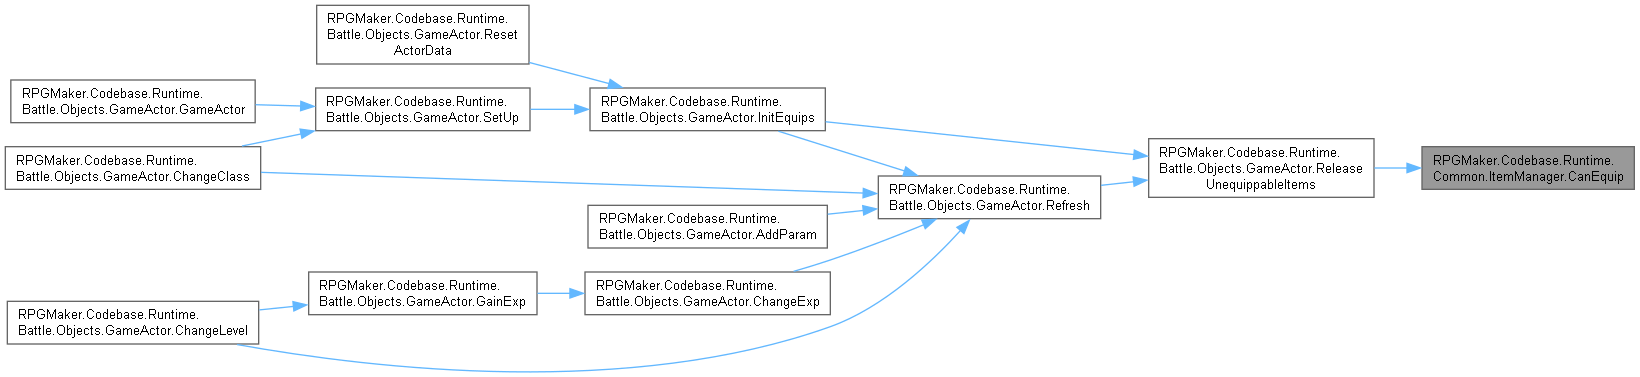 RPGMaker.Codebase.Runtime.
Battle.Objects.GameActor.Reset
ActorData
RPGMaker.Codebase.Runtime.
Battle.Objects.GameActor.GameActor
RPGMaker.Codebase.Runtime.
Battle.Objects.GameActor.SetUp
RPGMaker.Codebase.Runtime.
Battle.Objects.GameActor.InitEquips
RPGMaker.Codebase.Runtime.
Battle.Objects.GameActor.ChangeClass
RPGMaker.Codebase.Runtime.
Battle.Objects.GameActor.Release
UnequippableItems
RPGMaker.Codebase.Runtime.
Common.ItemManager.CanEquip
RPGMaker.Codebase.Runtime.
Battle.Objects.GameActor.Refresh
RPGMaker.Codebase.Runtime.
Battle.Objects.GameActor.AddParam
RPGMaker.Codebase.Runtime.
Battle.Objects.GameActor.GainExp
RPGMaker.Codebase.Runtime.
Battle.Objects.GameActor.ChangeExp
RPGMaker.Codebase.Runtime.
Battle.Objects.GameActor.ChangeLevel